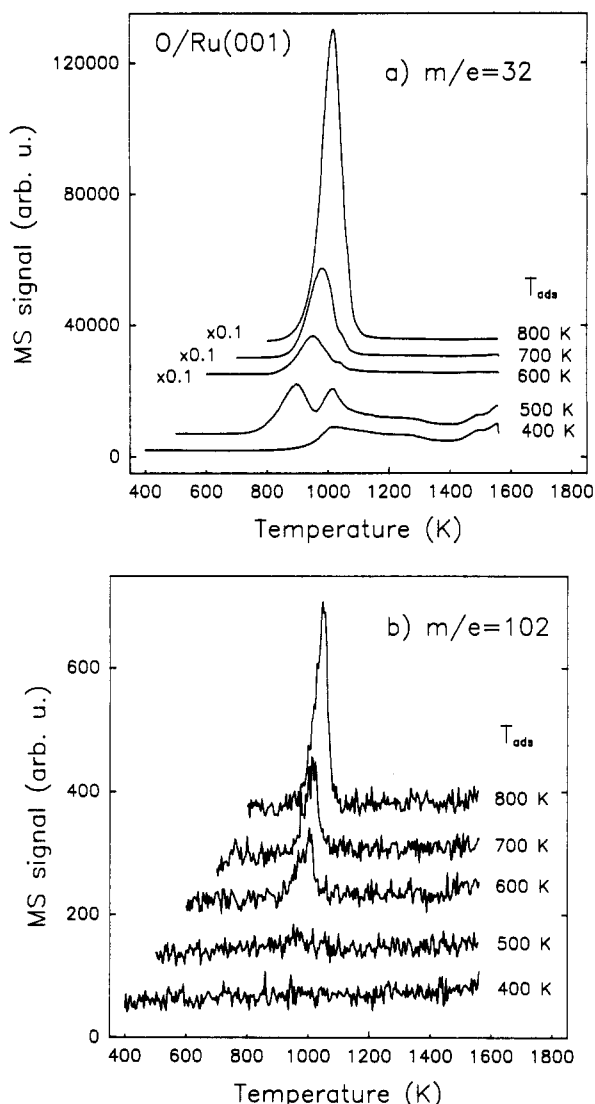 O/Ru(001)
a) m/e=32
MS signal (arb. u.)
120000
80000
40000
0
T_ads
x0.1
800 K
x0.1
700 K
x0.1
600 K
500 K
400 K
400 600 800 1000 1200 1400 1600 1800
Temperature (K)
b) m/e=102
MS signal (arb. u.)
600
400
200
0
T_ads
800 K
700 K
600 K
500 K
400 K
400 600 800 1000 1200 1400 1600 1800
Temperature (K)